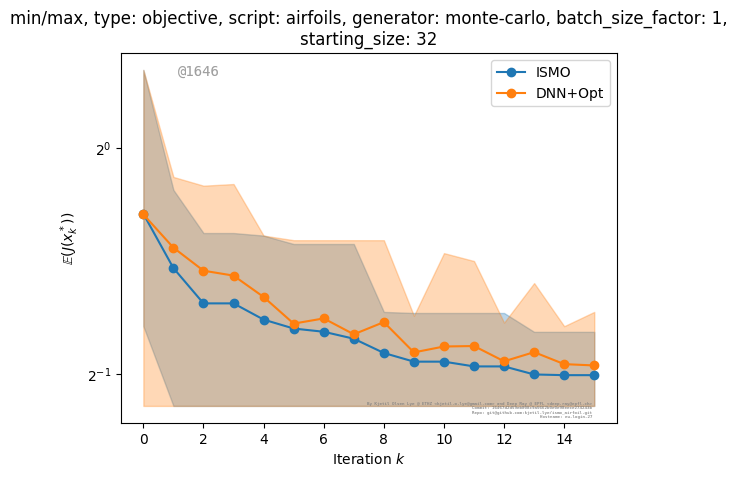 min/max, type: objective, script: airfoils, generator: monte-carlo, batch_size_factor: 1,
starting_size: 32
@1646
ISMO
DNN+Opt
2^0
2^-1
𝔼(J(x_k^*))
0 2 4 6 8 10 12 14
Iteration k